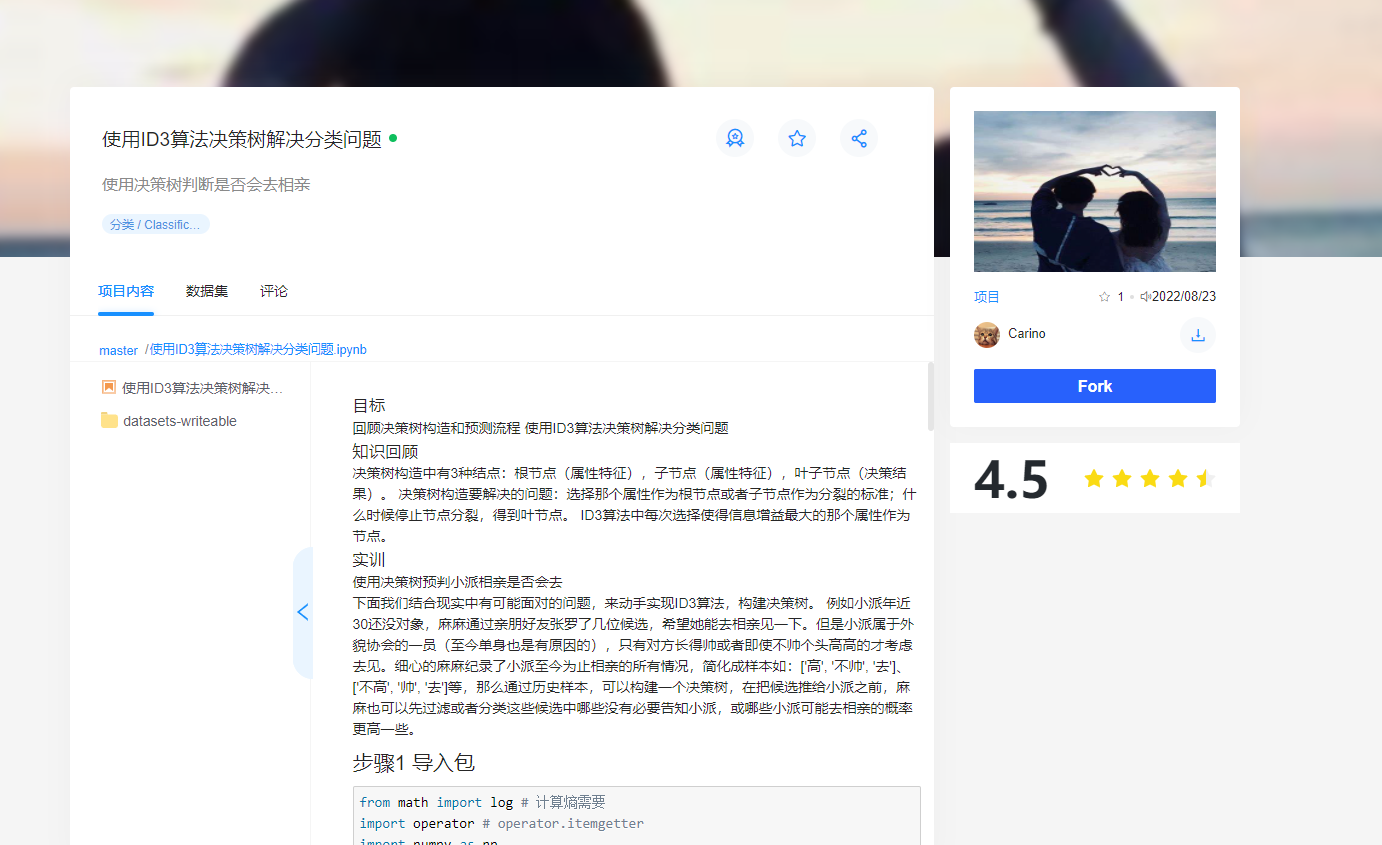 使用ID3算法决策树解决分类问题
使用决策树判断是否会去相亲
分类 / Classific...
项目内容 数据集 评论
master /使用ID3算法决策树解决分类问题.ipynb
使用ID3算法决策树解决...
datasets-writeable
目标
回顾决策树构造和预测流程 使用ID3算法决策树解决分类问题
知识回顾
决策树构造中有3种结点：根节点（属性特征），子节点（属性特征），叶子节点（决策结
果）。 决策树构造要解决的问题：选择那个属性作为根节点或者子节点作为分裂的标准；什
么时候停止节点分裂，得到叶节点。 ID3算法中每次选择使得信息增益最大的那个属性作为
节点。
实训
使用决策树预判小派相亲是否会去
下面我们结合现实中有可能面对的问题，来动手实现ID3算法，构建决策树。 例如小派年近
30还没对象，麻麻通过亲朋好友张罗了几位候选，希望她能去相亲见一下。但是小派属于外
貌协会的一员（至今单身也是有原因的），只有对方长得帅或者即使不帅个头高高的才考虑
去见。细心的麻麻纪录了小派至今为止相亲的所有情况，简化成样本如：['高', '不帅', '去']、
['不高', '帅', '去']等，那么通过历史样本，可以构建一个决策树，在把候选推给小派之前，麻
麻也可以先过滤或者分类这些候选中哪些没有必要告知小派，或哪些小派可能去相亲的概率
更高一些。
步骤1 导入包
from math import log # 计算熵需要
import operator # operator.itemgetter
import numpy as np
项目 1 2022/08/23
Carino
Fork
4.5